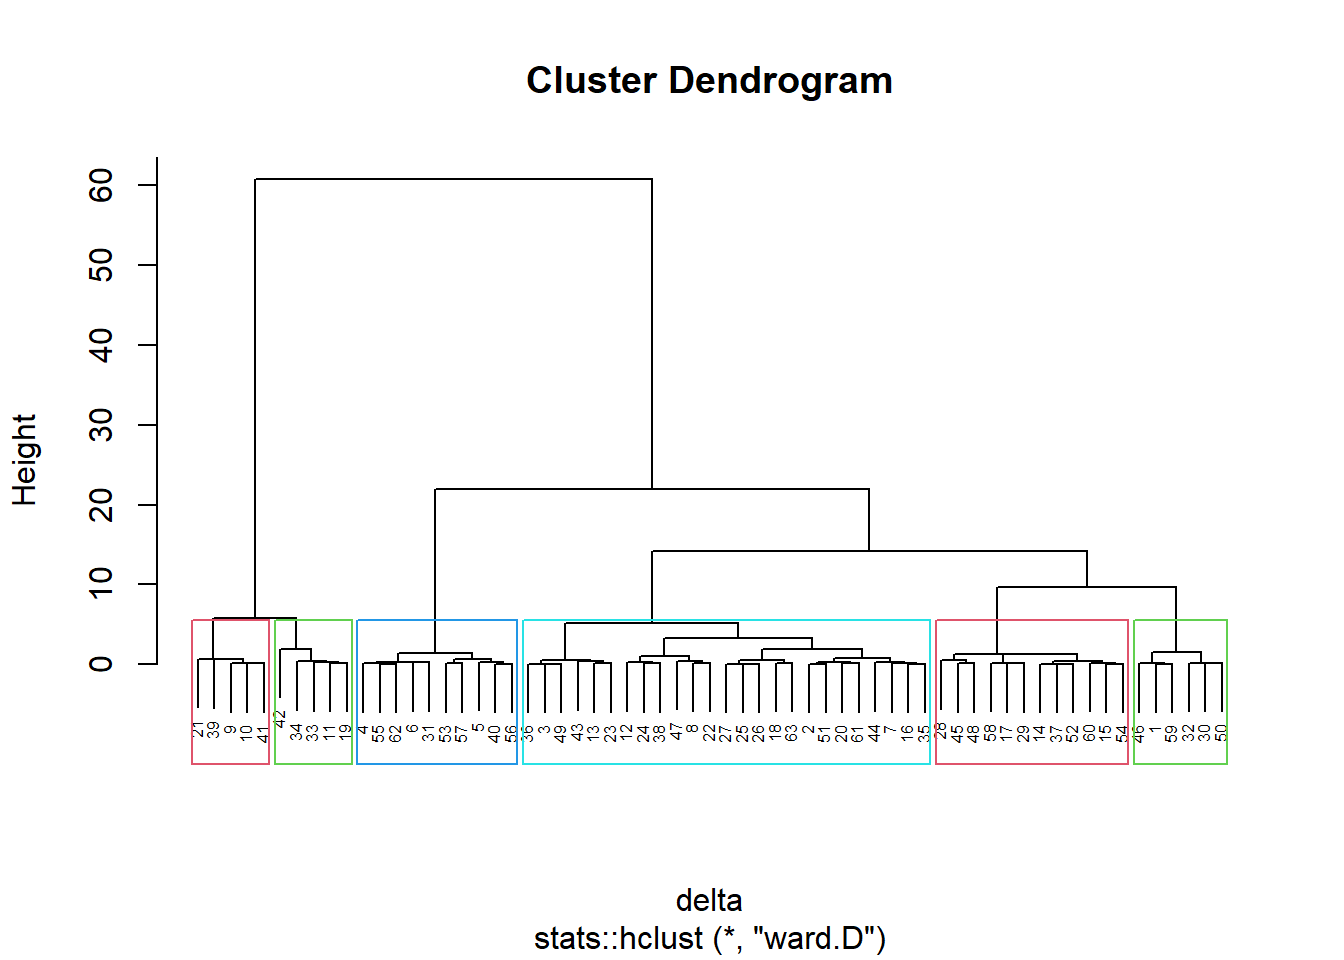 Cluster Dendrogram
Height
60
50
40
30
20
10
0
21 39 9 10 41 42 34 33 11 19 4 55 62 6 31 53 57 5 40 56 36 3 49 43 13 23 12 24 38 47 8 22 27 25 26 18 63 2 51 20 61 44 7 16 35 28 45 48 58 17 29 14 37 52 60 15 54 46 1 59 32 30 50
delta
stats::hclust (*, "ward.D")